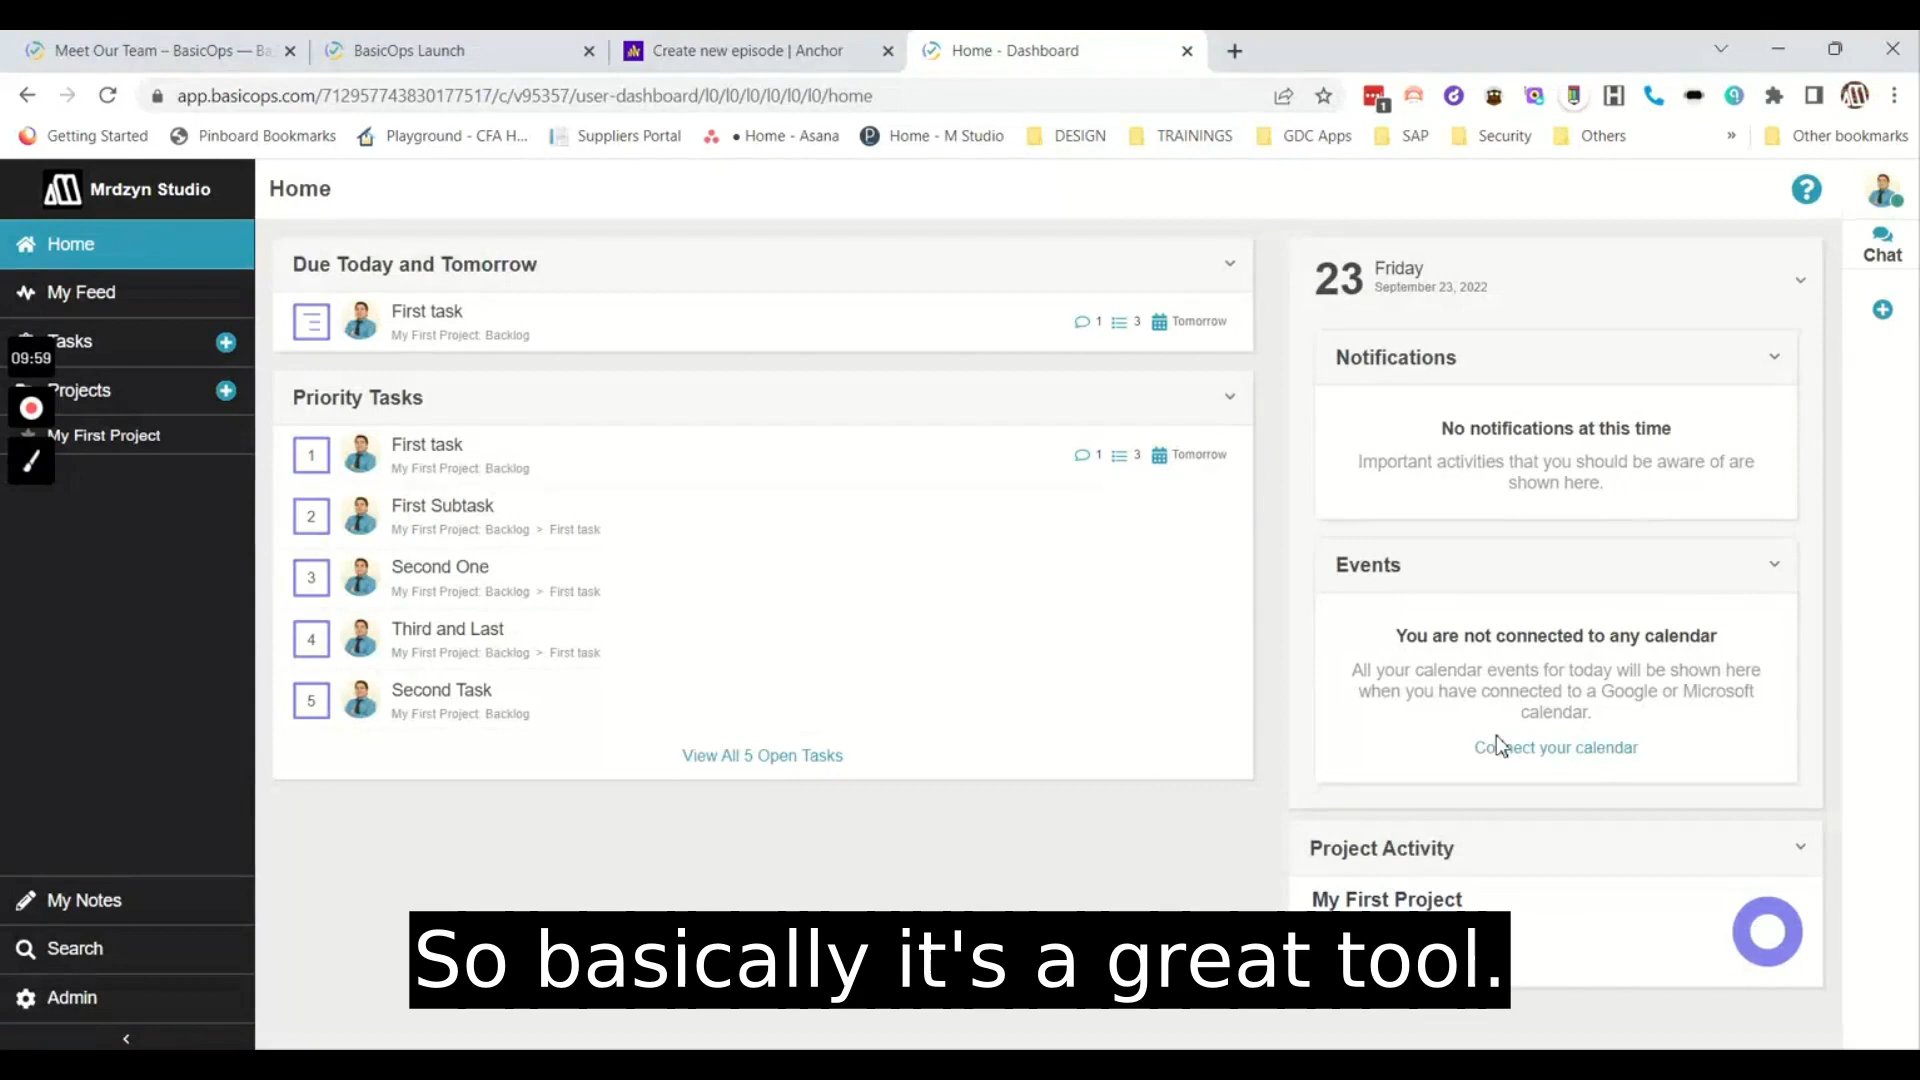 Meet Our Team – BasicOps — Ba
BasicOps Launch
Create new episode | Anchor
Home - Dashboard
app.basicops.com/712957743830177517/c/v95357/user-dashboard/l0/l0/l0/l0/l0/l0/home
1
Getting Started
Pinboard Bookmarks
Playground - CFA H...
Suppliers Portal
• Home - Asana
Home - M Studio
DESIGN
TRAININGS
GDC Apps
SAP
Security
Others
»
Other bookmarks
Mrdzyn Studio
Home
My Feed
Tasks
09:59
Projects
My First Project
My Notes
Search
Admin
Home
?
Chat
Due Today and Tomorrow
First task
My First Project: Backlog
1
3
Tomorrow
Priority Tasks
1
First task
My First Project: Backlog
1
3
Tomorrow
2
First Subtask
My First Project: Backlog > First task
3
Second One
My First Project: Backlog > First task
4
Third and Last
My First Project: Backlog > First task
5
Second Task
My First Project: Backlog
View All 5 Open Tasks
23
Friday
September 23, 2022
Notifications
No notifications at this time
Important activities that you should be aware of are
shown here.
Events
You are not connected to any calendar
All your calendar events for today will be shown here
when you have connected to a Google or Microsoft
calendar.
Connect your calendar
Project Activity
My First Project
So basically it's a great tool.